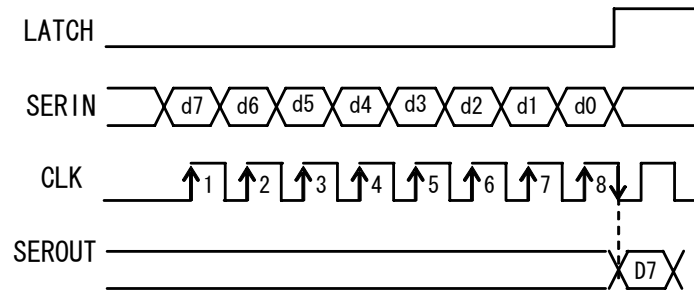 LATCH
SERIN d7 d6 d5 d4 d3 d2 d1 d0
CLK 1 2 3 4 5 6 7 8
SEROUT D7